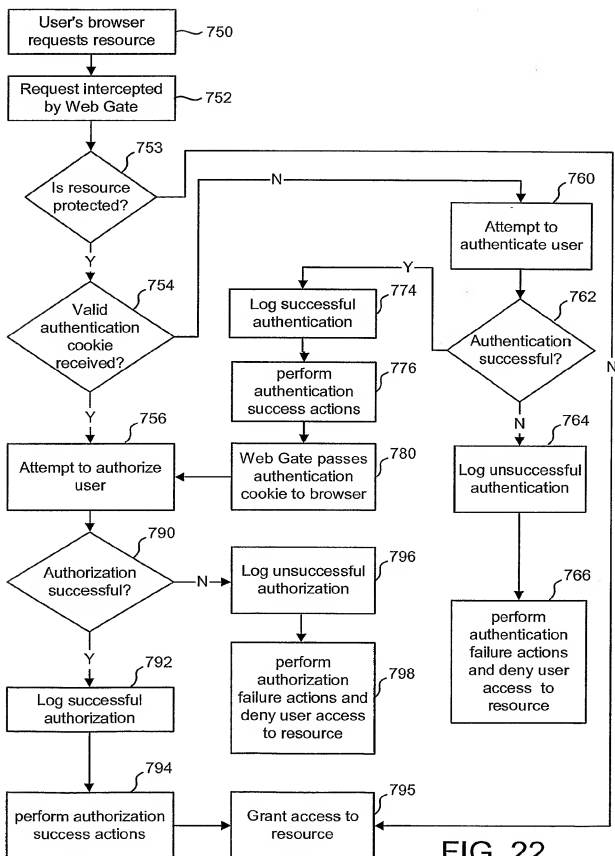 User's browser
requests resource
750
Request intercepted
by Web Gate
752
753
Is resource
protected?
N
Y
754
Valid
authentication
cookie
received?
N
Y
760
Attempt to
authenticate user
762
Authentication
successful?
Y
774
Log successful
authentication
776
perform
authentication
success actions
780
Web Gate passes
authentication
cookie to browser
N
764
Log unsuccessful
authentication
766
perform
authentication
failure actions
and deny user
access to
resource
756
Attempt to authorize
user
790
Authorization
successful?
N
796
Log unsuccessful
authorization
798
perform
authorization
failure actions and
deny user access
to resource
Y
792
Log successful
authorization
794
perform authorization
success actions
795
Grant access to
resource
FIG. 22